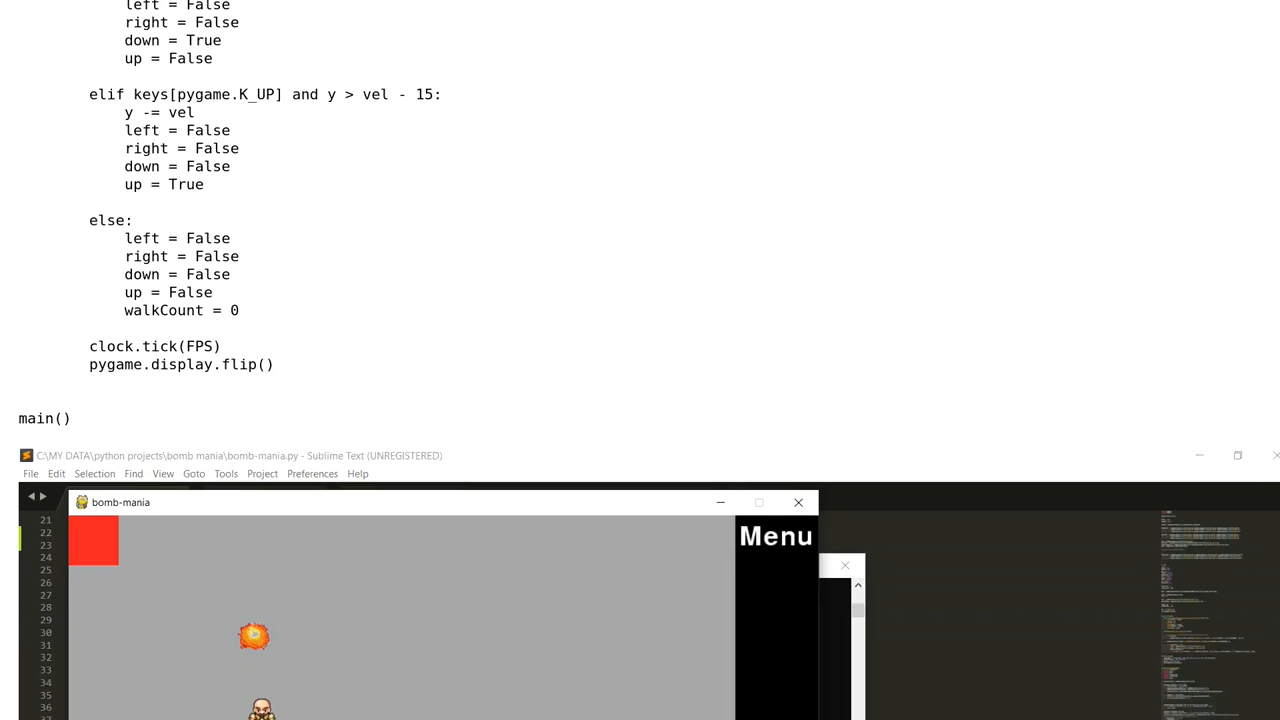 left = False
right = False
down = True
up = False
elif keys[pygame.K_UP] and y > vel - 15:
y -= vel
left = False
right = False
down = False
up = True
else:
left = False
right = False
down = False
up = False
walkCount = 0
clock.tick(FPS)
pygame.display.flip()
main()
C:\MY DATA\python projects\bomb mania\bomb-mania.py - Sublime Text (UNREGISTERED)
File Edit Selection Find View Goto Tools Project Preferences Help
bomb-mania
Menu
21
22
23
24
25
26
27
28
29
30
31
32
33
34
35
36